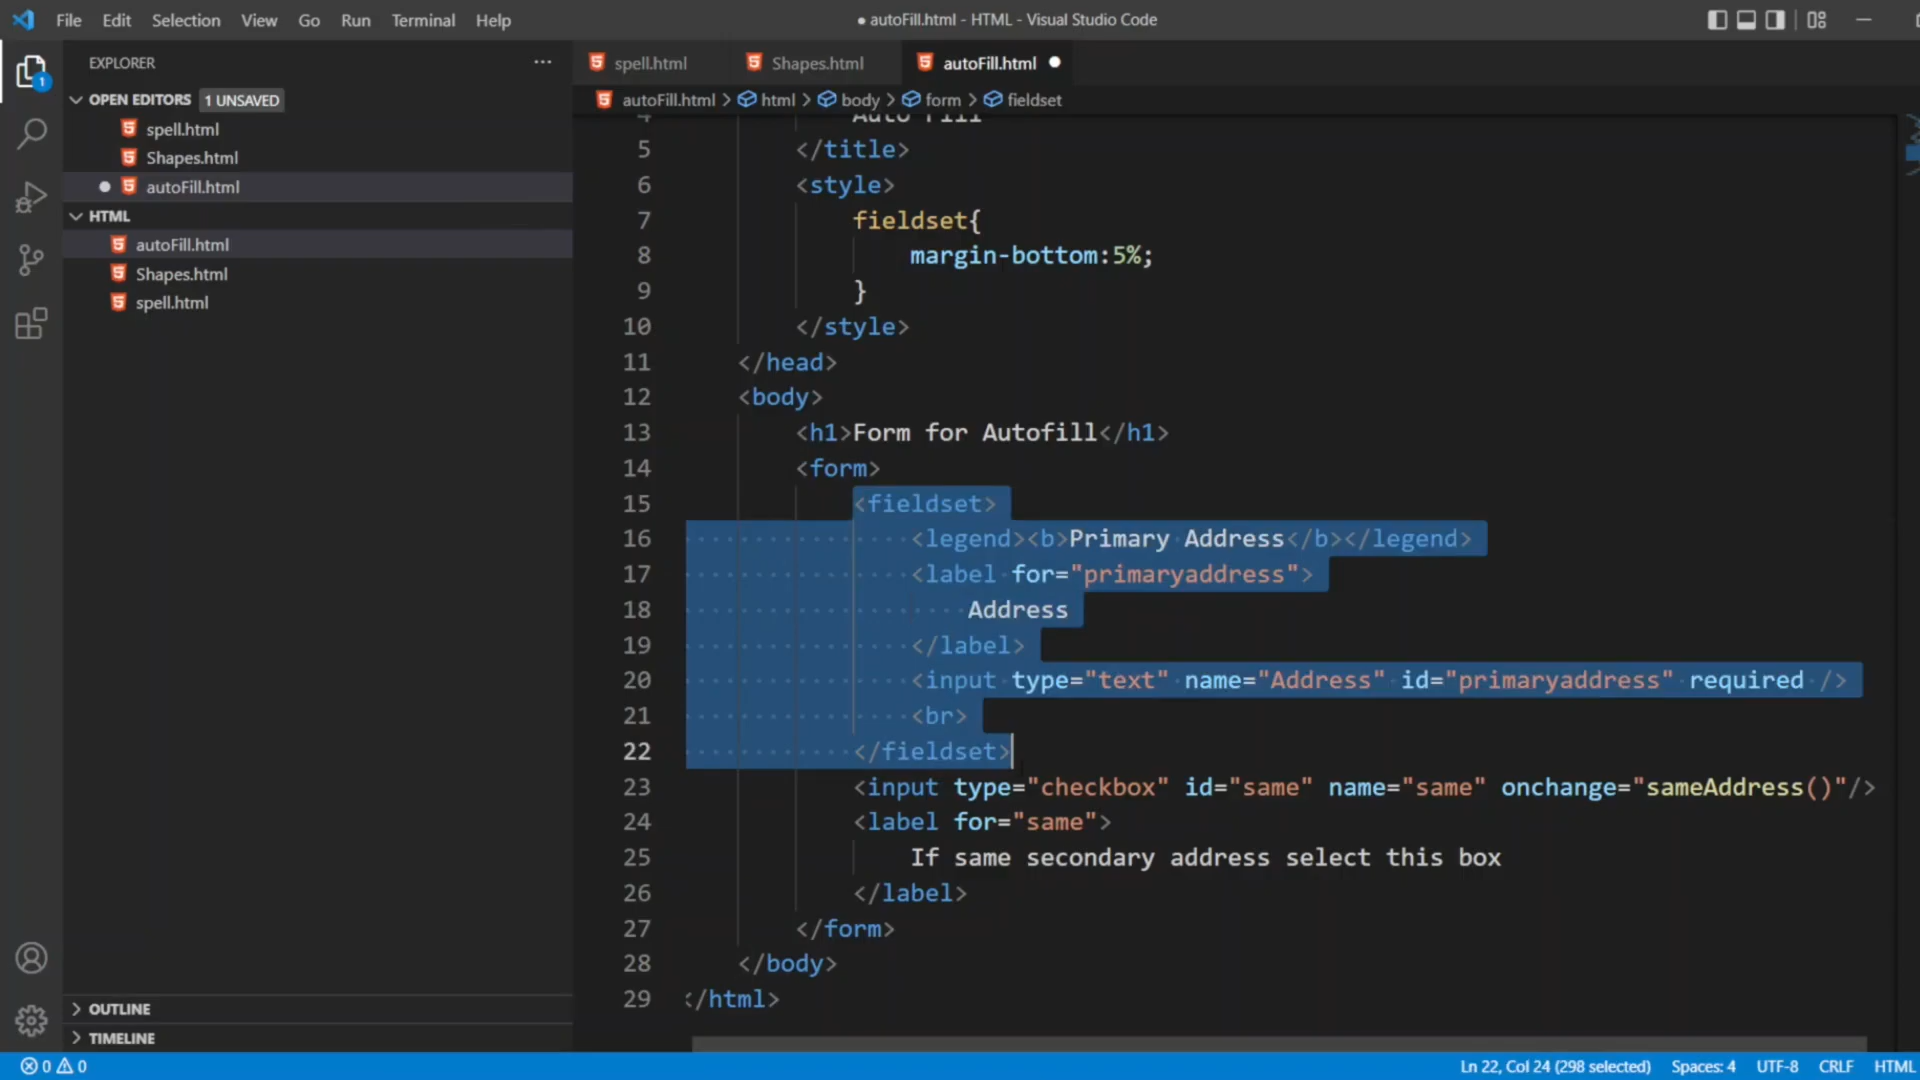 File Edit Selection View Go Run Terminal Help
● autoFill.html - HTML - Visual Studio Code
EXPLORER
OPEN EDITORS 1 UNSAVED
spell.html
Shapes.html
autoFill.html
HTML
autoFill.html
Shapes.html
spell.html
OUTLINE
TIMELINE
1
spell.html Shapes.html autoFill.html
autoFill.html > html > body > form > fieldset
4 Auto Fill
5 </title>
6 <style>
7 fieldset{
8 margin-bottom:5%;
9 }
10 </style>
11 </head>
12 <body>
13 <h1>Form for Autofill</h1>
14 <form>
15 <fieldset>
16 <legend><b>Primary Address</b></legend>
17 <label for="primaryaddress">
18 Address
19 </label>
20 <input type="text" name="Address" id="primaryaddress" required />
21 <br>
22 </fieldset>
23 <input type="checkbox" id="same" name="same" onchange="sameAddress()"/>
24 <label for="same">
25 If same secondary address select this box
26 </label>
27 </form>
28 </body>
29 </html>
0 0 Ln 22, Col 24 (298 selected) Spaces: 4 UTF-8 CRLF HTML